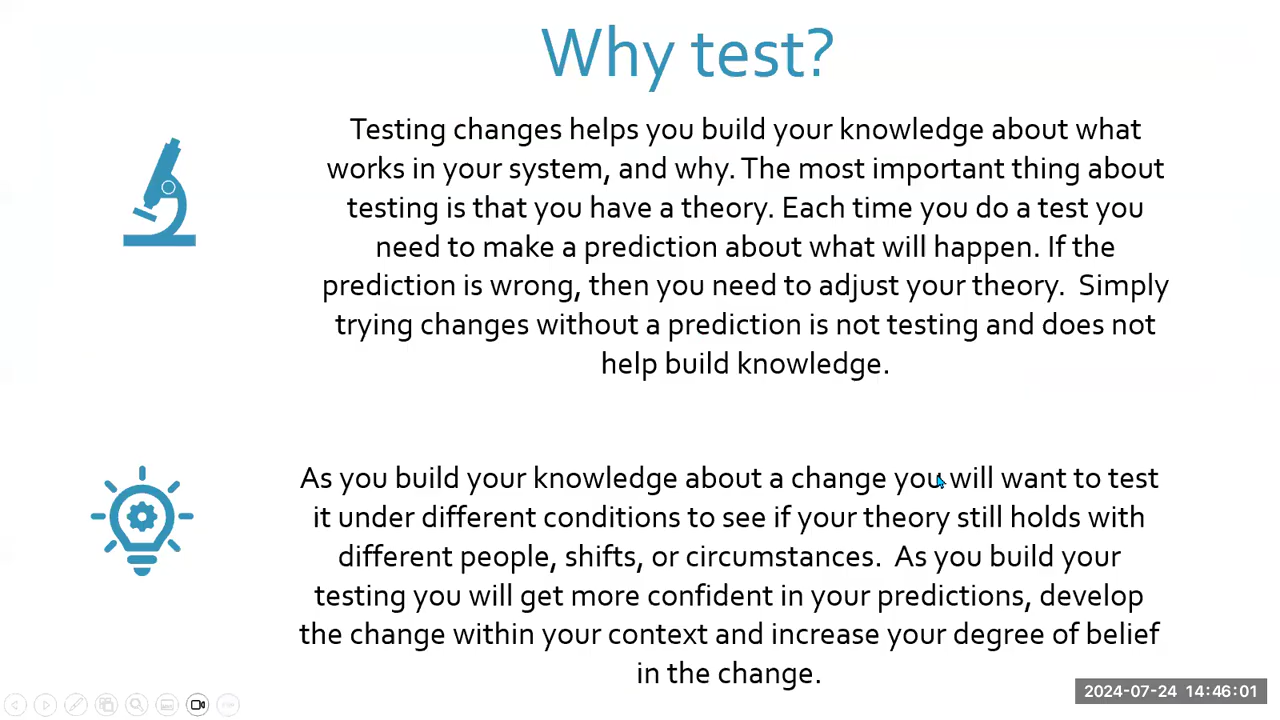 Why test?
Testing changes helps you build your knowledge about what
works in your system, and why. The most important thing about
testing is that you have a theory. Each time you do a test you
need to make a prediction about what will happen. If the
prediction is wrong, then you need to adjust your theory.  Simply
trying changes without a prediction is not testing and does not
help build knowledge.
As you build your knowledge about a change you will want to test
it under different conditions to see if your theory still holds with
different people, shifts, or circumstances.  As you build your
testing you will get more confident in your predictions, develop
the change within your context and increase your degree of belief
in the change.
2024-07-24 14:46:01